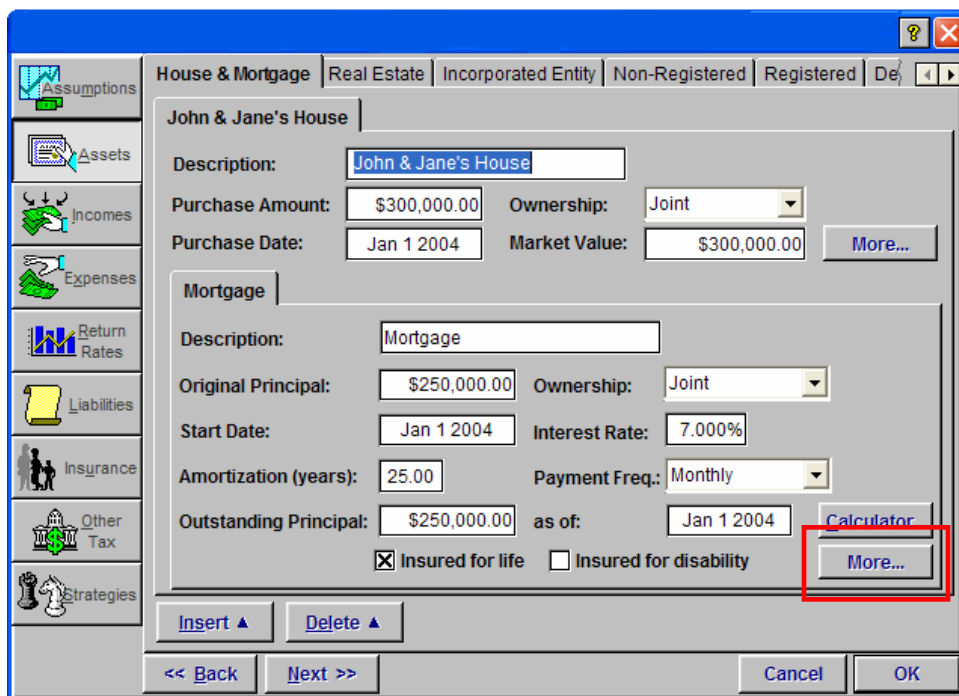 ?
Assumptions
Assets
Incomes
Expenses
Return
Rates
Liabilities
Insurance
Other
Tax
Strategies
House & Mortgage Real Estate Incorporated Entity Non-Registered Registered De
John & Jane's House
Description: John & Jane's House
Purchase Amount: $300,000.00 Ownership: Joint
Purchase Date: Jan 1 2004 Market Value: $300,000.00 More...
Mortgage
Description: Mortgage
Original Principal: $250,000.00 Ownership: Joint
Start Date: Jan 1 2004 Interest Rate: 7.000%
Amortization (years): 25.00 Payment Freq.: Monthly
Outstanding Principal: $250,000.00 as of: Jan 1 2004 Calculator
Insured for life Insured for disability More...
Insert Delete
<< Back Next >> Cancel OK